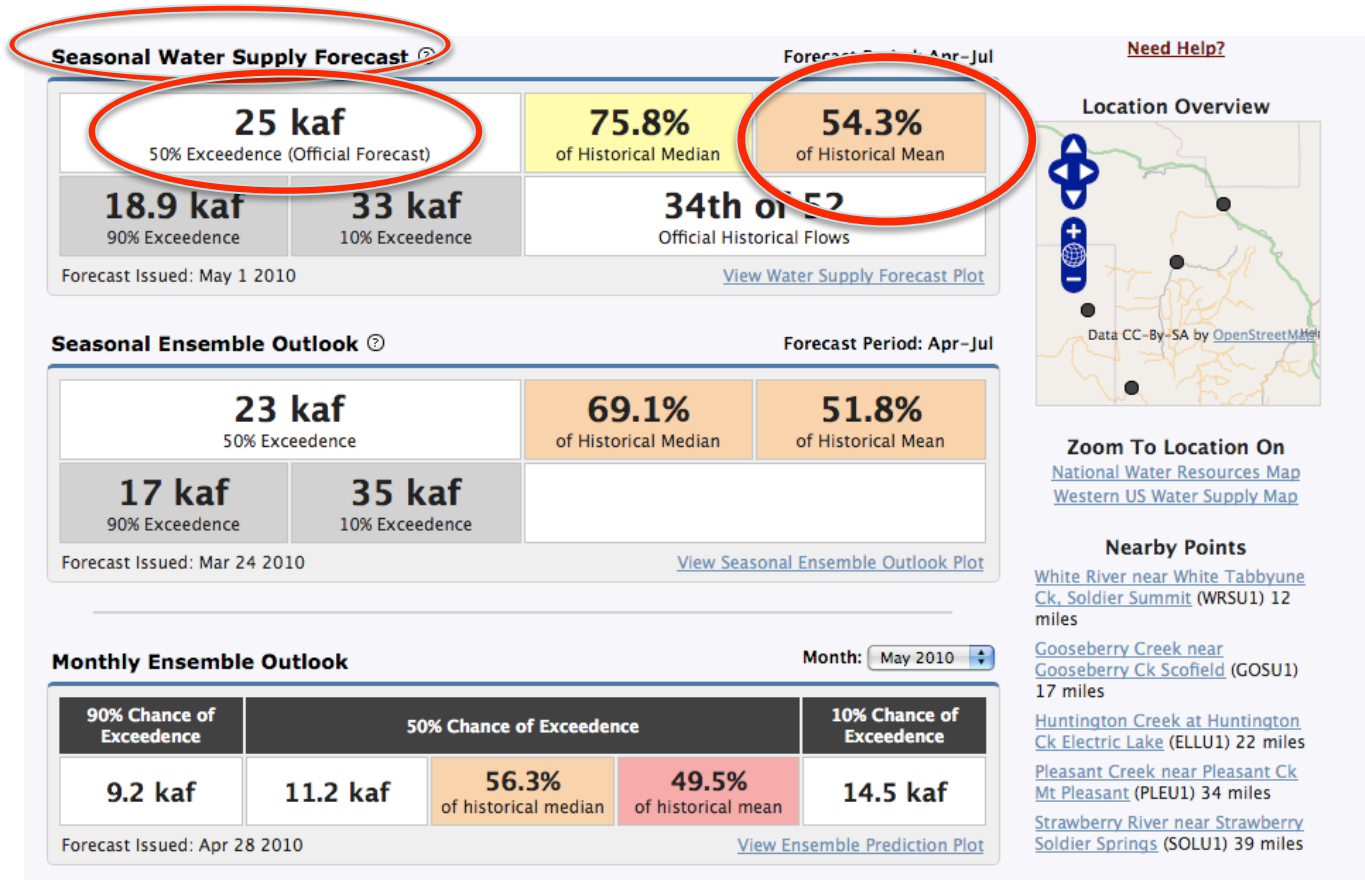 Seasonal Water Supply Forecast ?
Forecast Period: Apr-Jul
25 kaf
50% Exceedence (Official Forecast)
75.8%
of Historical Median
54.3%
of Historical Mean
18.9 kaf
90% Exceedence
33 kaf
10% Exceedence
34th of 52
Official Historical Flows
Forecast Issued: May 1 2010
View Water Supply Forecast Plot
Seasonal Ensemble Outlook ?
Forecast Period: Apr-Jul
23 kaf
50% Exceedence
69.1%
of Historical Median
51.8%
of Historical Mean
17 kaf
90% Exceedence
35 kaf
10% Exceedence
Forecast Issued: Mar 24 2010
View Seasonal Ensemble Outlook Plot
Monthly Ensemble Outlook
Month: May 2010
90% Chance of
Exceedence
50% Chance of Exceedence
10% Chance of
Exceedence
9.2 kaf
11.2 kaf
56.3%
of historical median
49.5%
of historical mean
14.5 kaf
Forecast Issued: Apr 28 2010
View Ensemble Prediction Plot
Need Help?
Location Overview
Data CC-By-SA by OpenStreetMap
Zoom To Location On
National Water Resources Map
Western US Water Supply Map
Nearby Points
White River near White Tabbyune
Ck, Soldier Summit (WRSU1) 12
miles
Gooseberry Creek near
Gooseberry Ck Scofield (GOSU1)
17 miles
Huntington Creek at Huntington
Ck Electric Lake (ELLU1) 22 miles
Pleasant Creek near Pleasant Ck
Mt Pleasant (PLEU1) 34 miles
Strawberry River near Strawberry
Soldier Springs (SOLU1) 39 miles